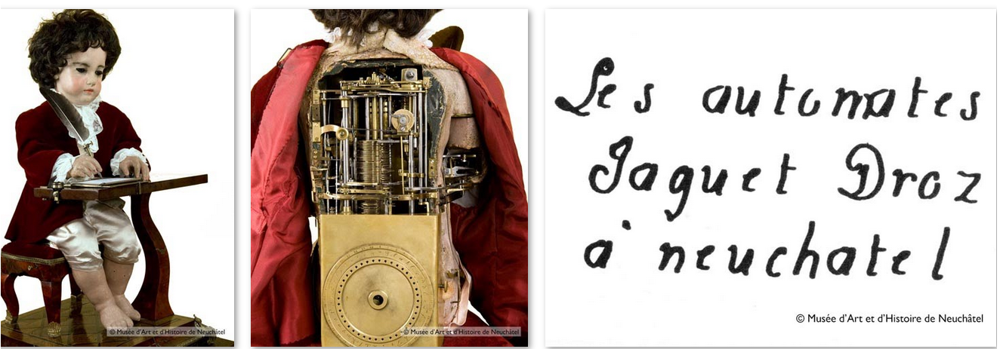 Les automates
Jaguet Droz
à neuchatel
© Musée d'Art et d'Histoire de Neuchâtel
© Musée d'Art et d'Histoire de Neuchâtel
© Musée d'Art et d'Histoire de Neuchâtel